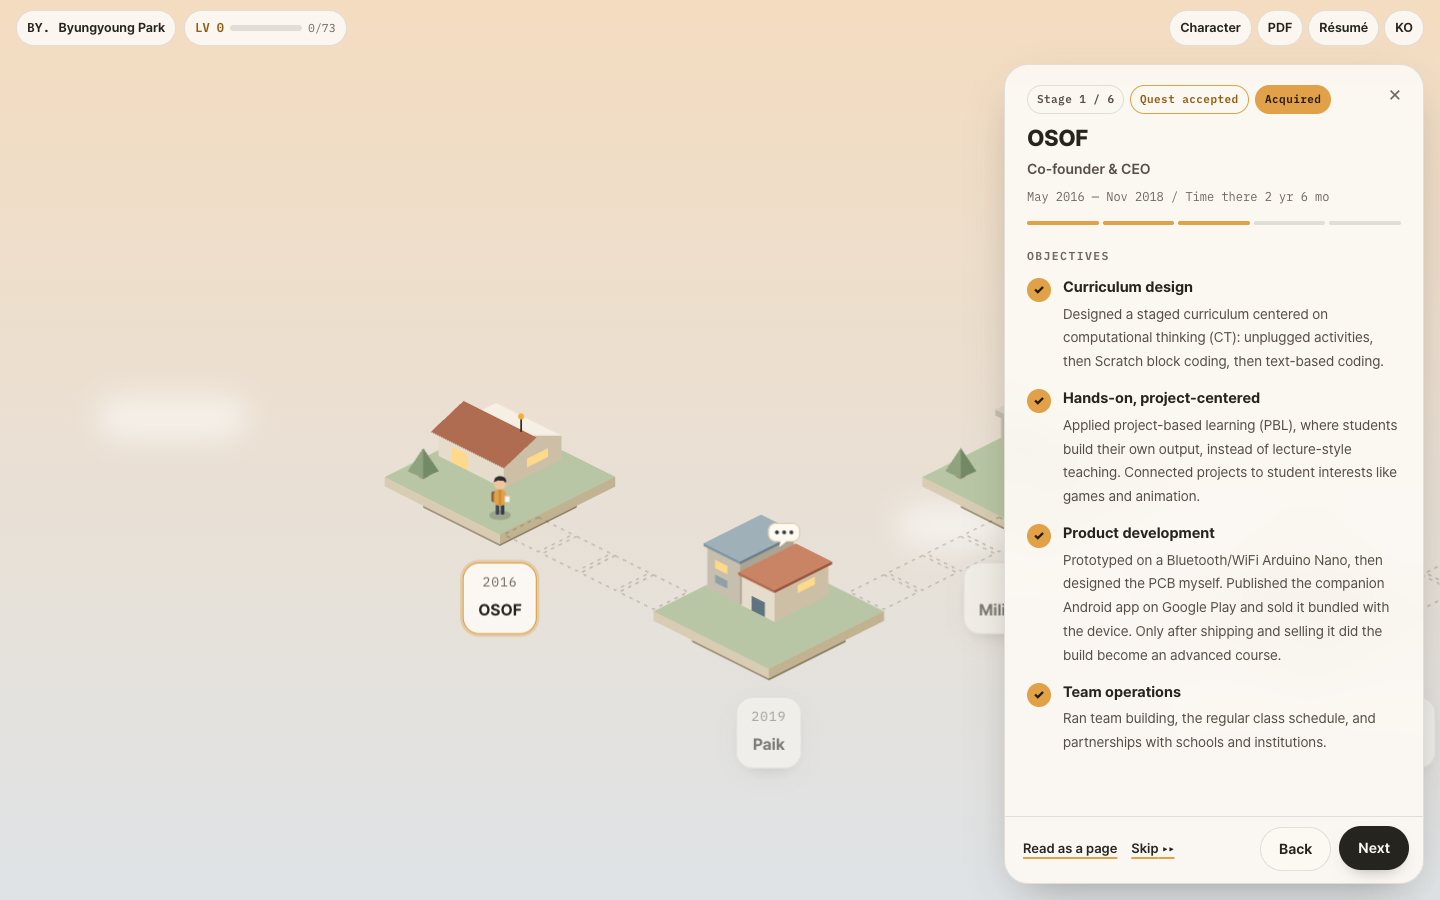 BY. Byungyoung Park
LV 0 0/73
Character
PDF
Résumé
KO
Stage 1 / 6
Quest accepted
Acquired
OSOF
Co-founder & CEO
May 2016 — Nov 2018 / Time there 2 yr 6 mo
OBJECTIVES
Curriculum design
Designed a staged curriculum centered on
computational thinking (CT): unplugged activities,
then Scratch block coding, then text-based coding.
Hands-on, project-centered
Applied project-based learning (PBL), where students
build their own output, instead of lecture-style
teaching. Connected projects to student interests like
games and animation.
Product development
Prototyped on a Bluetooth/WiFi Arduino Nano, then
designed the PCB myself. Published the companion
Android app on Google Play and sold it bundled with
the device. Only after shipping and selling it did the
build become an advanced course.
Team operations
Ran team building, the regular class schedule, and
partnerships with schools and institutions.
Read as a page
Skip
Back
Next
2016
OSOF
2019
Paik